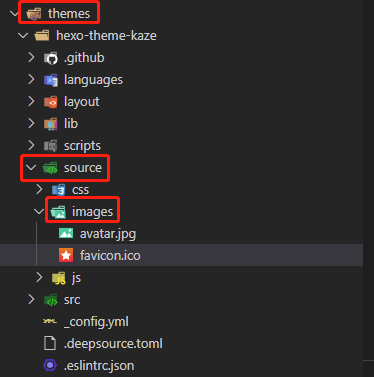 themes
hexo-theme-kaze
.github
languages
layout
lib
scripts
source
css
images
avatar.jpg
favicon.ico
js
src
_config.yml
.deepsource.toml
.eslintrc.json